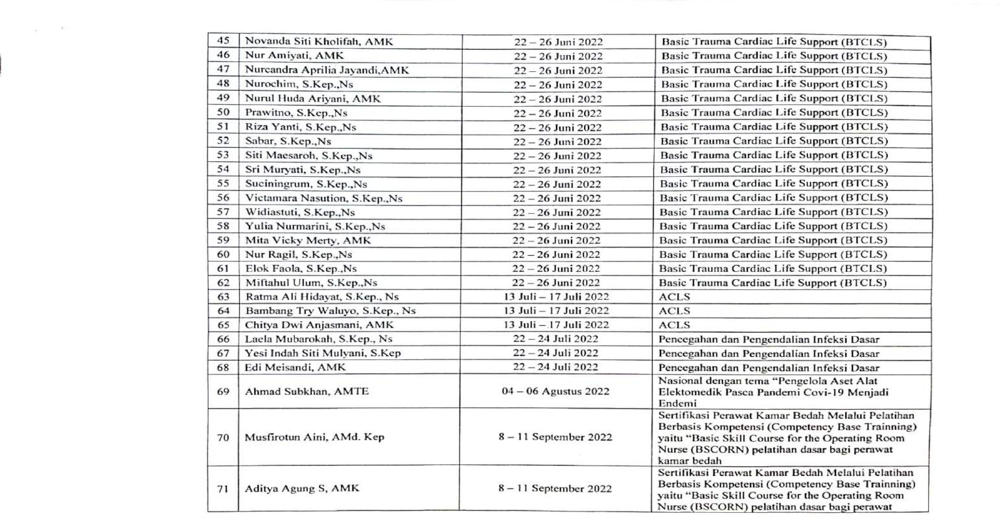 45 Novanda Siti Kholifah, AMK 22 – 26 Juni 2022 Basic Trauma Cardiac Life Support (BTCLS)
46 Nur Amiyati, AMK 22 – 26 Juni 2022 Basic Trauma Cardiac Life Support (BTCLS)
47 Nurcandra Aprilia Jayandi,AMK 22 – 26 Juni 2022 Basic Trauma Cardiac Life Support (BTCLS)
48 Nurochim, S.Kep.,Ns 22 – 26 Juni 2022 Basic Trauma Cardiac Life Support (BTCLS)
49 Nurul Huda Ariyani, AMK 22 – 26 Juni 2022 Basic Trauma Cardiac Life Support (BTCLS)
50 Prawitno, S.Kep.,Ns 22 – 26 Juni 2022 Basic Trauma Cardiac Life Support (BTCLS)
51 Riza Yanti, S.Kep.,Ns 22 – 26 Juni 2022 Basic Trauma Cardiac Life Support (BTCLS)
52 Sabar, S.Kep.,Ns 22 – 26 Juni 2022 Basic Trauma Cardiac Life Support (BTCLS)
53 Siti Maesaroh, S.Kep.,Ns 22 – 26 Juni 2022 Basic Trauma Cardiac Life Support (BTCLS)
54 Sri Muryati, S.Kep.,Ns 22 – 26 Juni 2022 Basic Trauma Cardiac Life Support (BTCLS)
55 Suciningrum, S.Kep.,Ns 22 – 26 Juni 2022 Basic Trauma Cardiac Life Support (BTCLS)
56 Victamara Nasution, S.Kep.,Ns 22 – 26 Juni 2022 Basic Trauma Cardiac Life Support (BTCLS)
57 Widiastuti, S.Kep.,Ns 22 – 26 Juni 2022 Basic Trauma Cardiac Life Support (BTCLS)
58 Yulia Nurmarini, S.Kep.,Ns 22 – 26 Juni 2022 Basic Trauma Cardiac Life Support (BTCLS)
59 Mita Vicky Merty, AMK 22 – 26 Juni 2022 Basic Trauma Cardiac Life Support (BTCLS)
60 Nur Ragil, S.Kep.,Ns 22 – 26 Juni 2022 Basic Trauma Cardiac Life Support (BTCLS)
61 Elok Faola, S.Kep.,Ns 22 – 26 Juni 2022 Basic Trauma Cardiac Life Support (BTCLS)
62 Miftahul Ulum, S.Kep.,Ns 22 – 26 Juni 2022 Basic Trauma Cardiac Life Support (BTCLS)
63 Ratma Ali Hidayat, S.Kep., Ns 13 Juli – 17 Juli 2022 ACLS
64 Bambang Try Waluyo, S.Kep., Ns 13 Juli – 17 Juli 2022 ACLS
65 Chitya Dwi Anjasmani, AMK 13 Juli – 17 Juli 2022 ACLS
66 Laela Mubarokah, S.Kep., Ns 22 – 24 Juli 2022 Pencegahan dan Pengendalian Infeksi Dasar
67 Yesi Indah Siti Mulyani, S.Kep 22 – 24 Juli 2022 Pencegahan dan Pengendalian Infeksi Dasar
68 Edi Meisandi, AMK 22 – 24 Juli 2022 Pencegahan dan Pengendalian Infeksi Dasar
69 Ahmad Subkhan, AMTE 04 – 06 Agustus 2022 Nasional dengan tema “Pengelola Aset Alat
Elektomedik Pasca Pandemi Covi-19 Menjadi
Endemi
70 Musfirotun Aini, AMd. Kep 8 – 11 September 2022 Sertifikasi Perawat Kamar Bedah Melalui Pelatihan
Berbasis Kompetensi (Competency Base Trainning)
yaitu “Basic Skill Course for the Operating Room
Nurse (BSCORN) pelatihan dasar bagi perawat
kamar bedah
71 Aditya Agung S, AMK 8 – 11 September 2022 Sertifikasi Perawat Kamar Bedah Melalui Pelatihan
Berbasis Kompetensi (Competency Base Trainning)
yaitu “Basic Skill Course for the Operating Room
Nurse (BSCORN) pelatihan dasar bagi perawat